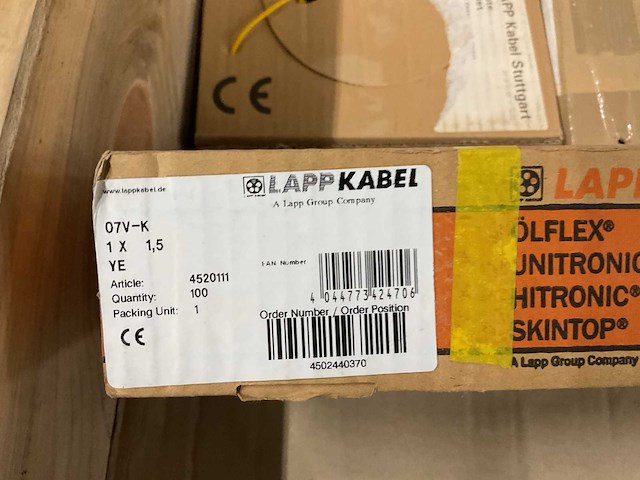 LAPP Kabel Stuttgart
CE
www.lappkabel.de
LAPP KABEL
A Lapp Group Company
07V-K
1 X 1,5
YE
Article: 4520111
Quantity: 100
Packing Unit: 1
CE
EAN Number
4 044773 424706
Order Number / Order Position
4502440370
LAPP
ÖLFLEX®
UNITRONIC
HITRONIC®
SKINTOP®
A Lapp Group Company